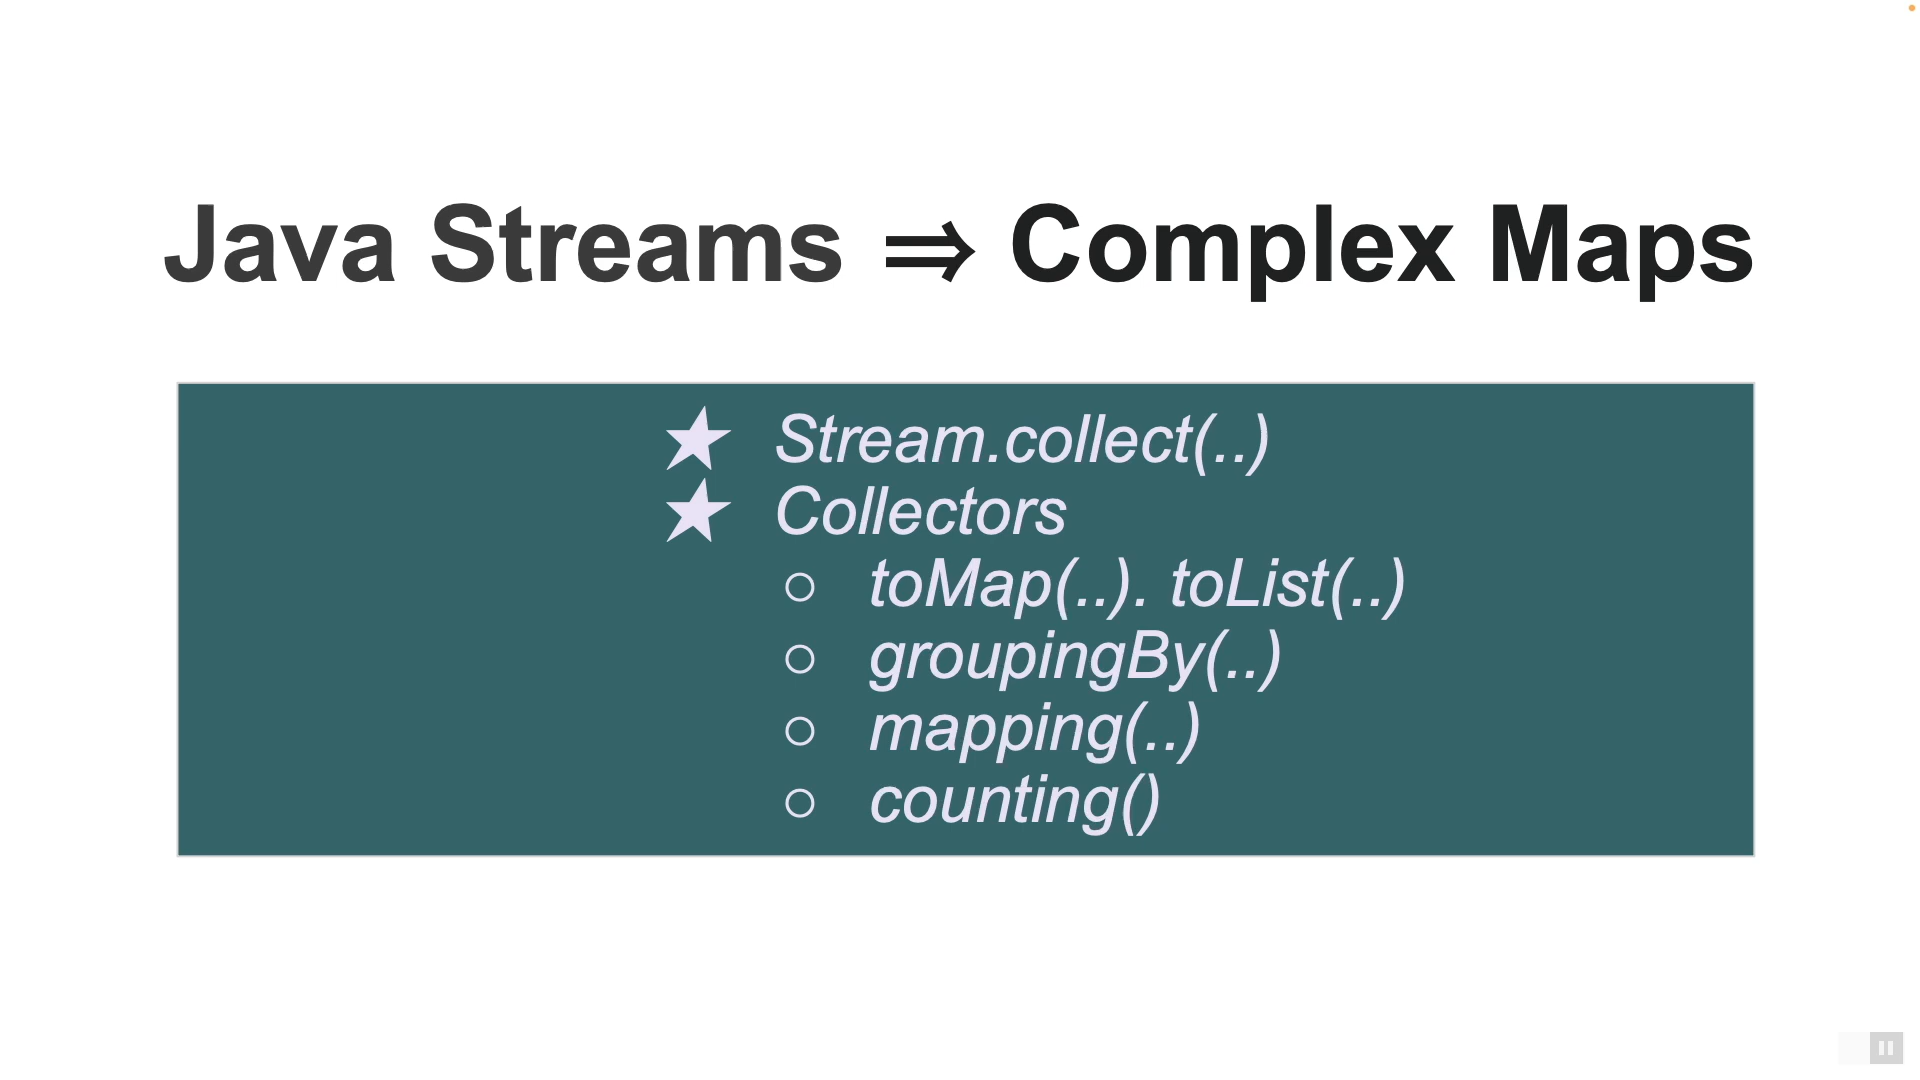 Java Streams ⇒ Complex Maps
★ Stream.collect(..)
★ Collectors
○ toMap(..). toList(..)
○ groupingBy(..)
○ mapping(..)
○ counting()